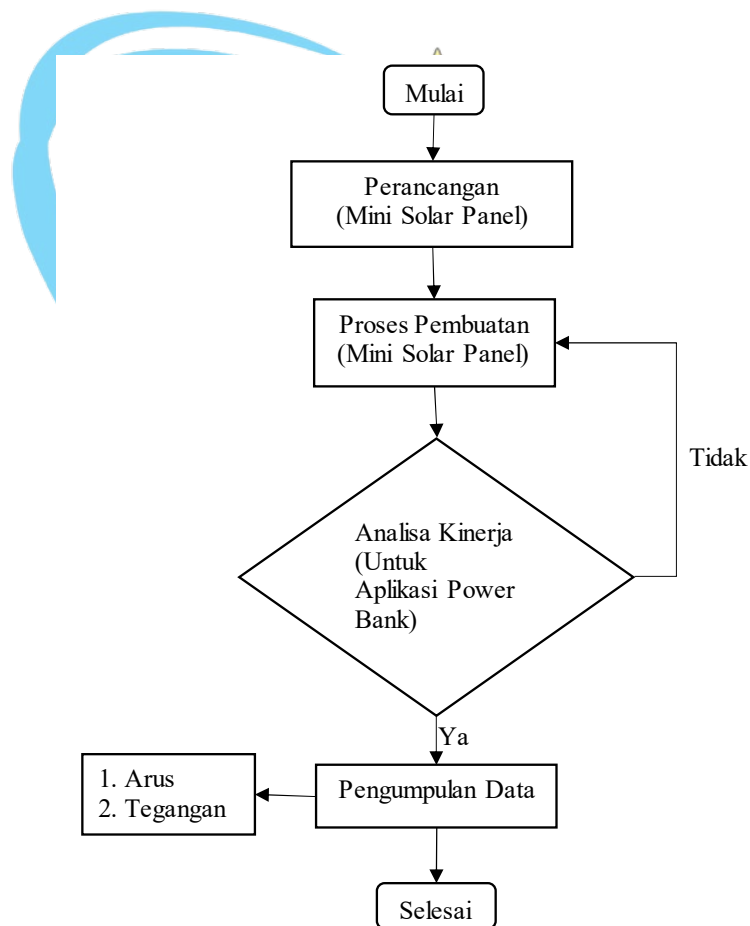 Mulai
Perancangan
(Mini Solar Panel)
Proses Pembuatan
(Mini Solar Panel)
Tidak
Analisa Kinerja
(Untuk
Aplikasi Power
Bank)
Ya
1. Arus
2. Tegangan
Pengumpulan Data
Selesai